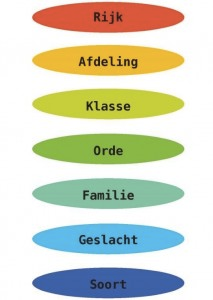 Rijk
Afdeling
Klasse
Orde
Familie
Geslacht
Soort